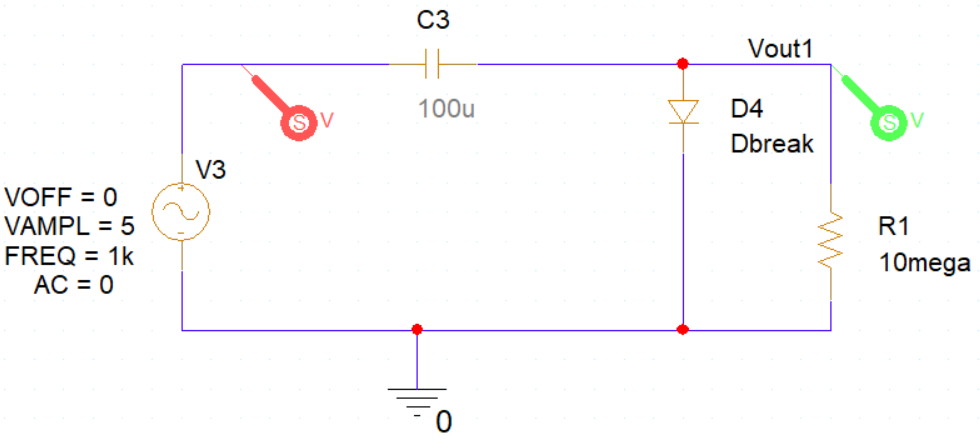 C3
100u
Vout1
S V
S V
D4
Dbreak
V3
VOFF = 0
VAMPL = 5
FREQ = 1k
AC = 0
+
-
R1
10mega
0